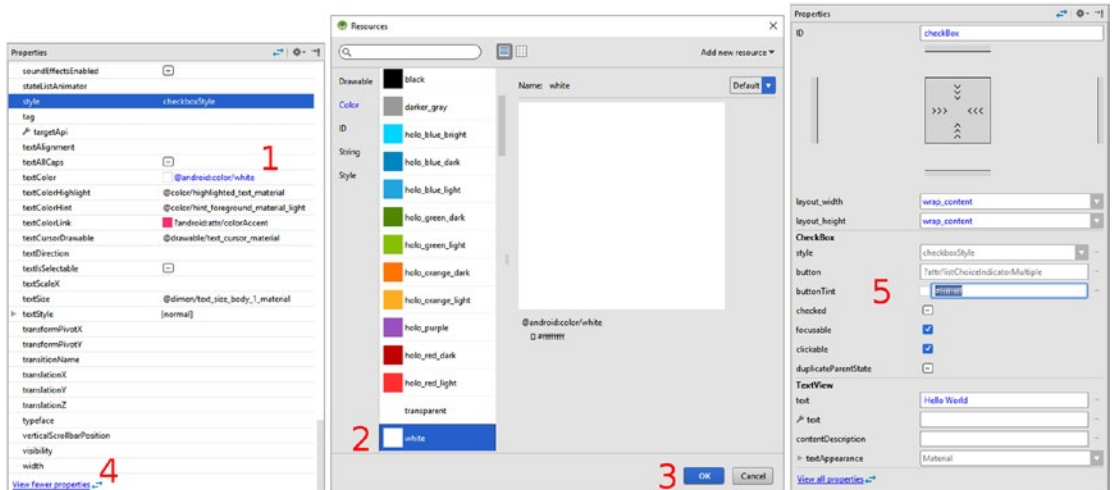 Properties
soundEffectsEnabled
stateListAnimator
style checkboxStyle
tag
targetApi
textAlignment
1
textAllCaps
textColor @android:color/white
textColorHighlight @color/highlighted_text_material
textColorHint @color/hint_foreground_material_light
textColorLink ?android:attr/colorAccent
textCursorDrawable @drawable/text_cursor_material
textDirection
textIsSelectable
textScaleX
textSize @dimen/text_size_body_1_material
textStyle [normal]
transformPivotX
transformPivotY
transitionName
translationX
translationY
translationZ
typeface
verticalScrollbarPosition
visibility
width
4
View fewer properties
Resources
Add new resource
Drawable
Color
ID
String
Style
black
darker_gray
holo_blue_bright
holo_blue_dark
holo_blue_light
holo_green_dark
holo_green_light
holo_orange_dark
holo_orange_light
holo_purple
holo_red_dark
holo_red_light
transparent
2
white
Name: white
Default
@android:color/white
#ffffffff
3
OK Cancel
Properties
ID checkBox
layout_width wrap_content
layout_height wrap_content
CheckBox
style checkboxStyle
button ?attr/listChoiceIndicatorMultiple
buttonTint 5 #ffffffff
checked
focusable
clickable
duplicateParentState
TextView
text Hello World
text
contentDescription
textAppearance Material
View all properties